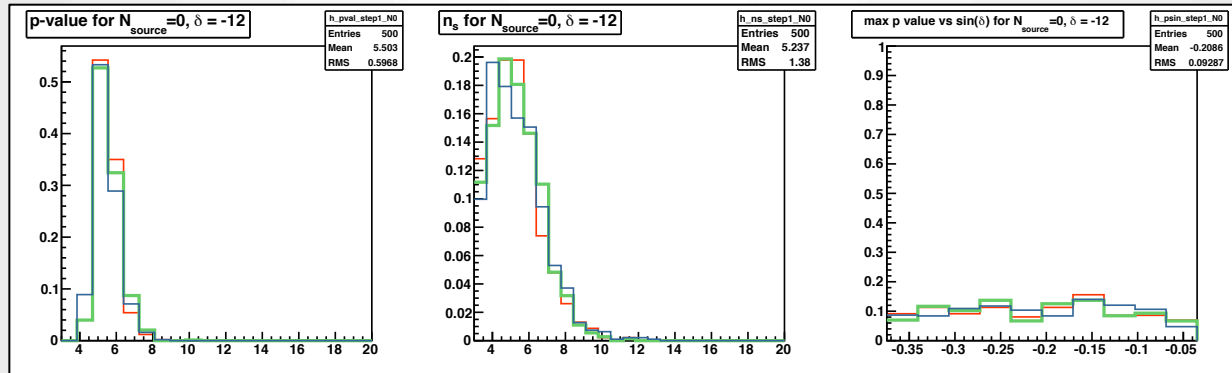 p-value for N_source=0, δ = -12
h_pval_step1_N0
Entries 500
Mean 5.503
RMS 0.5968
0.5
0.4
0.3
0.2
0.1
0
4 6 8 10 12 14 16 18 20
n_s for N_source=0, δ = -12
h_ns_step1_N0
Entries 500
Mean 5.237
RMS 1.38
0.2
0.18
0.16
0.14
0.12
0.1
0.08
0.06
0.04
0.02
0
4 6 8 10 12 14 16 18 20
max p value vs sin(δ) for N_source=0, δ = -12
h_psin_step1_N0
Entries 500
Mean -0.2086
RMS 0.09287
1
0.9
0.8
0.7
0.6
0.5
0.4
0.3
0.2
0.1
0
-0.35 -0.3 -0.25 -0.2 -0.15 -0.1 -0.05